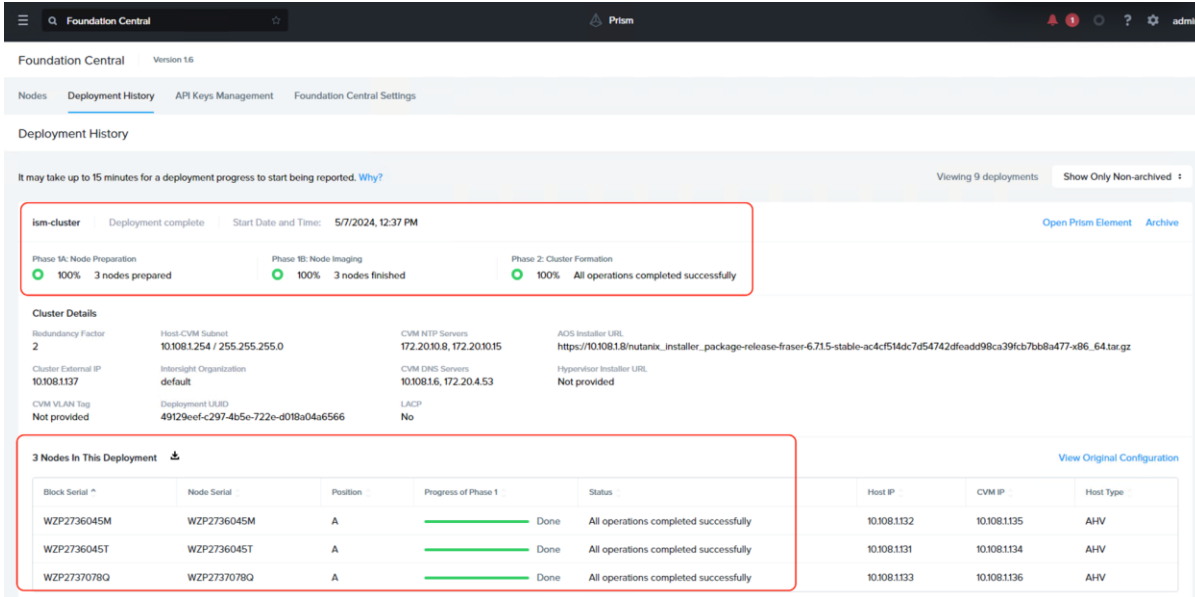 Foundation Central
Prism
1
?
admi
Foundation Central Version 1.6
Nodes Deployment History API Keys Management Foundation Central Settings
Deployment History
It may take up to 15 minutes for a deployment progress to start being reported. Why?
Viewing 9 deployments Show Only Non-archived
ism-cluster Deployment complete Start Date and Time: 5/7/2024, 12:37 PM
Open Prism Element Archive
Phase 1A: Node Preparation Phase 1B: Node Imaging Phase 2: Cluster Formation
100% 3 nodes prepared 100% 3 nodes finished 100% All operations completed successfully
Cluster Details
Redundancy Factor Host-CVM Subnet CVM NTP Servers AOS Installer URL
2 10.108.1.254 / 255.255.255.0 172.20.10.8, 172.20.10.15 https://10.108.1.8/nutanix_installer_package-release-fraser-6.7.1.5-stable-ac4cf514dc7d54742dfeadd98ca39fcb7bb8a477-x86_64.tar.gz
Cluster External IP Intersight Organization CVM DNS Servers Hypervisor Installer URL
10.108.1.137 default 10.108.1.6, 172.20.4.53 Not provided
CVM VLAN Tag Deployment UUID LACP
Not provided 49129eef-c297-4b5e-722e-d018a04a6566 No
3 Nodes In This Deployment
View Original Configuration
Block Serial Node Serial Position Progress of Phase 1 Status Host IP CVM IP Host Type
WZP2736045M WZP2736045M A Done All operations completed successfully 10.108.1.132 10.108.1.135 AHV
WZP2736045T WZP2736045T A Done All operations completed successfully 10.108.1.131 10.108.1.134 AHV
WZP2737078Q WZP2737078Q A Done All operations completed successfully 10.108.1.133 10.108.1.136 AHV